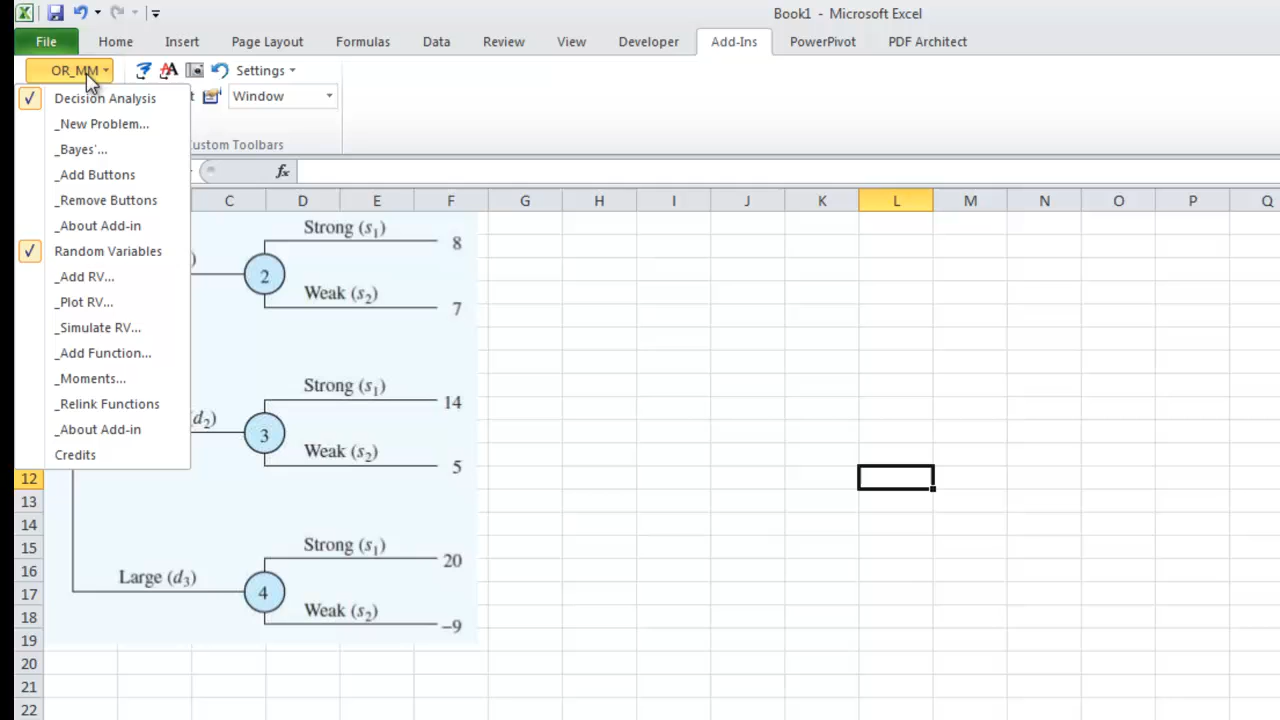 Book1 - Microsoft Excel
File Home Insert Page Layout Formulas Data Review View Developer Add-Ins PowerPivot PDF Architect
OR_MM Settings
Decision Analysis
Window
_New Problem...
_Bayes'...
ustom Toolbars
_Add Buttons
fx
_Remove Buttons
C D E F G H I J K L M N O P Q
_About Add-in
Random Variables
_Add RV...
_Plot RV...
_Simulate RV...
_Add Function...
_Moments...
_Relink Functions
_About Add-in
Credits
Strong (s1) 8
)
2
Weak (s2) 7
Strong (s1) 14
d2)
3
Weak (s2) 5
Strong (s1) 20
Large (d3)
4
Weak (s2) -9
12
13
14
15
16
17
18
19
20
21
22